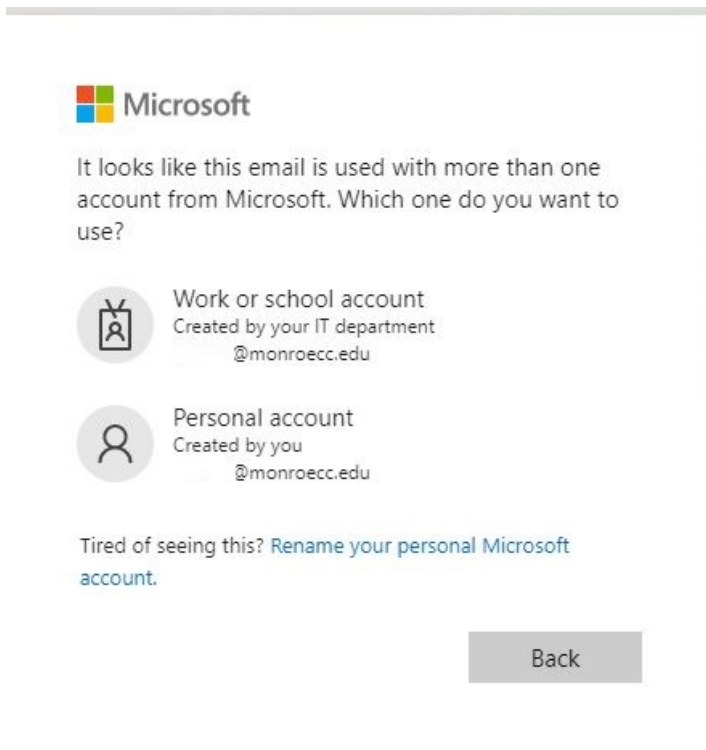 Microsoft
It looks like this email is used with more than one
account from Microsoft. Which one do you want to
use?
Work or school account
Created by your IT department
@monroecc.edu
Personal account
Created by you
@monroecc.edu
Tired of seeing this? Rename your personal Microsoft
account.
Back